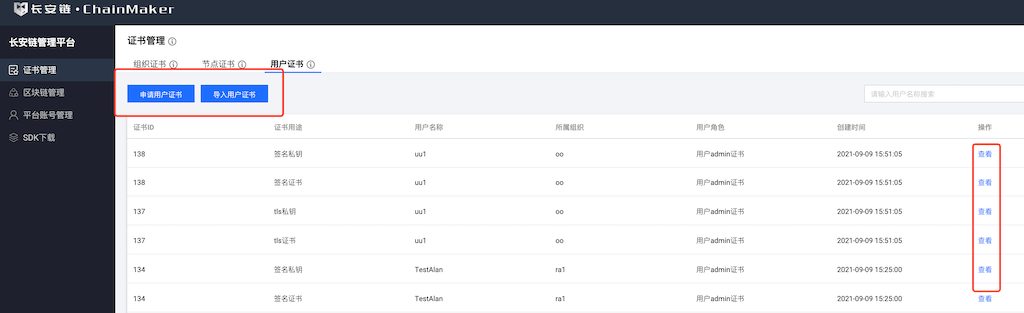 长安链·ChainMaker
长安链管理平台
证书管理
区块链管理
平台账号管理
SDK下载
证书管理
组织证书 节点证书 用户证书
申请用户证书 导入用户证书 请输入用户名称搜索
证书ID 证书用途 用户名称 所属组织 用户角色 创建时间 操作
138 签名私钥 uu1 oo 用户admin证书 2021-09-09 15:51:05 查看
138 签名证书 uu1 oo 用户admin证书 2021-09-09 15:51:05 查看
137 tls私钥 uu1 oo 用户admin证书 2021-09-09 15:51:05 查看
137 tls证书 uu1 oo 用户admin证书 2021-09-09 15:51:05 查看
134 签名私钥 TestAlan ra1 用户admin证书 2021-09-09 15:25:00 查看
134 签名证书 TestAlan ra1 用户admin证书 2021-09-09 15:25:00 查看